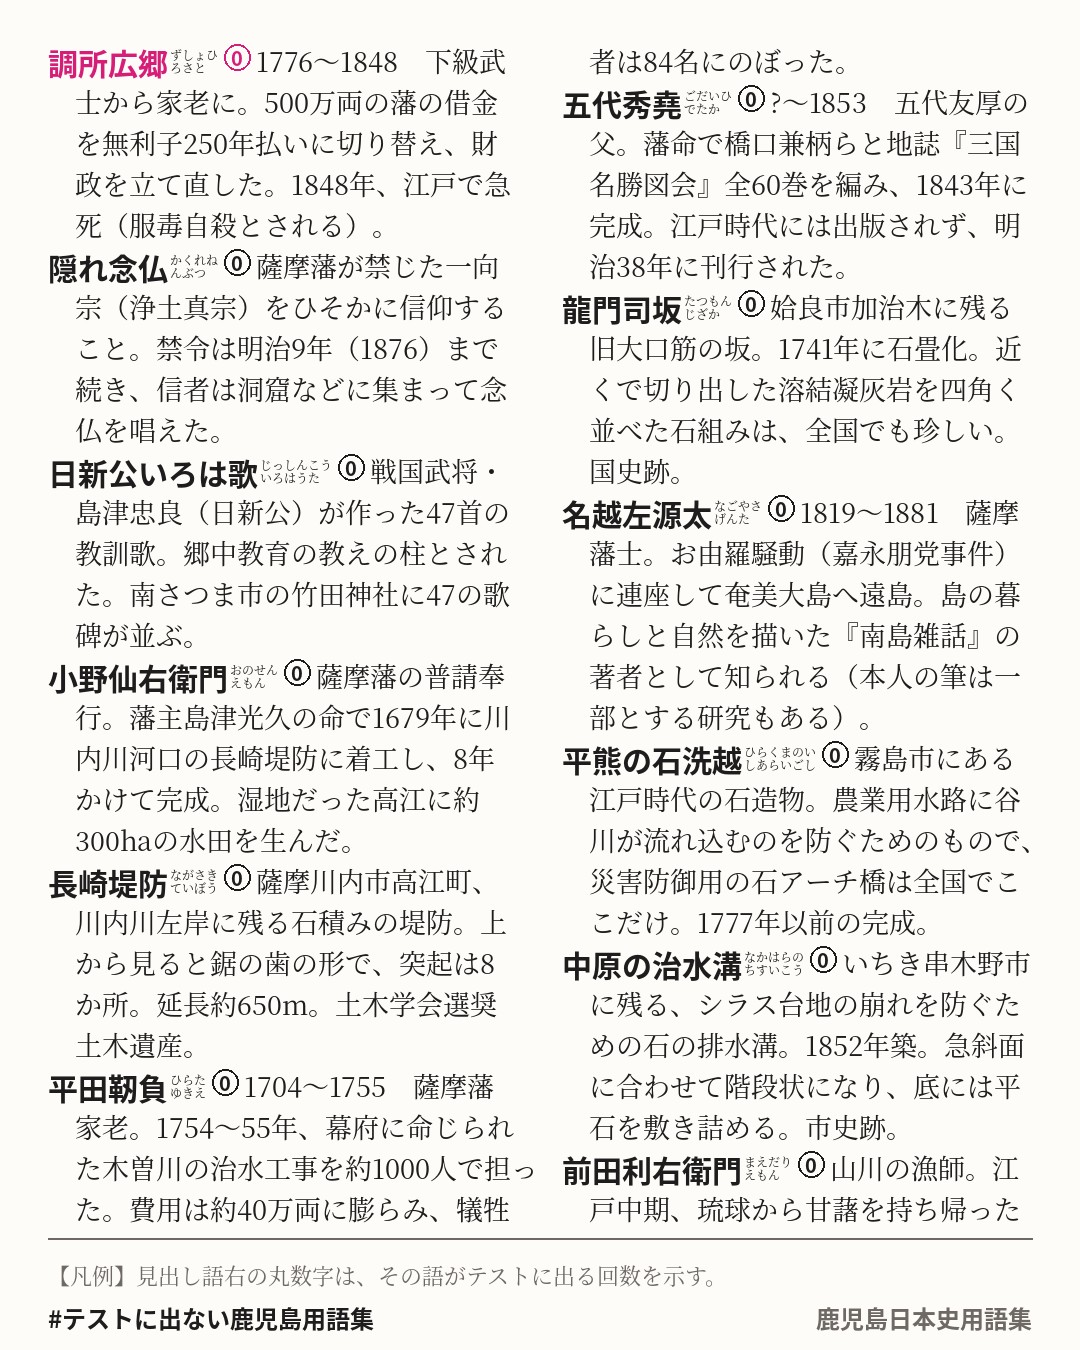 調所広郷 ずしょひろさと ⓪ 1776～1848　下級武
士から家老に。500万両の藩の借金
を無利子250年払いに切り替え、財
政を立て直した。1848年、江戸で急
死（服毒自殺とされる）。
隠れ念仏 かくれねんぶつ ⓪ 薩摩藩が禁じた一向
宗（浄土真宗）をひそかに信仰する
こと。禁令は明治9年（1876）まで
続き、信者は洞窟などに集まって念
仏を唱えた。
日新公いろは歌 じっしんこういろはうた ⓪ 戦国武将・
島津忠良（日新公）が作った47首の
教訓歌。郷中教育の教えの柱とされ
た。南さつま市の竹田神社に47の歌
碑が並ぶ。
小野仙右衛門 おのせんえもん ⓪ 薩摩藩の普請奉
行。藩主島津光久の命で1679年に川
内川河口の長崎堤防に着工し、8年
かけて完成。湿地だった高江に約
300haの水田を生んだ。
長崎堤防 ながさきていぼう ⓪ 薩摩川内市高江町、
川内川左岸に残る石積みの堤防。上
から見ると鋸の歯の形で、突起は8
か所。延長約650m。土木学会選奨
土木遺産。
平田靭負 ひらたゆきえ ⓪ 1704～1755　薩摩藩
家老。1754～55年、幕府に命じられ
た木曽川の治水工事を約1000人で担っ
た。費用は約40万両に膨らみ、犠牲
者は84名にのぼった。
五代秀堯 ごだいひでたか ⓪ ?～1853　五代友厚の
父。藩命で橋口兼柄らと地誌『三国
名勝図会』全60巻を編み、1843年に
完成。江戸時代には出版されず、明
治38年に刊行された。
龍門司坂 たつもんじざか ⓪ 姶良市加治木に残る
旧大口筋の坂。1741年に石畳化。近
くで切り出した溶結凝灰岩を四角く
並べた石組みは、全国でも珍しい。
国史跡。
名越左源太 なごやさげんた ⓪ 1819～1881　薩摩
藩士。お由羅騒動（嘉永朋党事件）
に連座して奄美大島へ遠島。島の暮
らしと自然を描いた『南島雑話』の
著者として知られる（本人の筆は一
部とする研究もある）。
平熊の石洗越 ひらくまのいしあらいごし ⓪ 霧島市にある
江戸時代の石造物。農業用水路に谷
川が流れ込むのを防ぐためのもので、
災害防御用の石アーチ橋は全国でこ
こだけ。1777年以前の完成。
中原の治水溝 なかはらのちすいこう ⓪ いちき串木野市
に残る、シラス台地の崩れを防ぐた
めの石の排水溝。1852年築。急斜面
に合わせて階段状になり、底には平
石を敷き詰める。市史跡。
前田利右衛門 まえだりえもん ⓪ 山川の漁師。江
戸中期、琉球から甘藷を持ち帰った
【凡例】見出し語右の丸数字は、その語がテストに出る回数を示す。
#テストに出ない鹿児島用語集
鹿児島日本史用語集